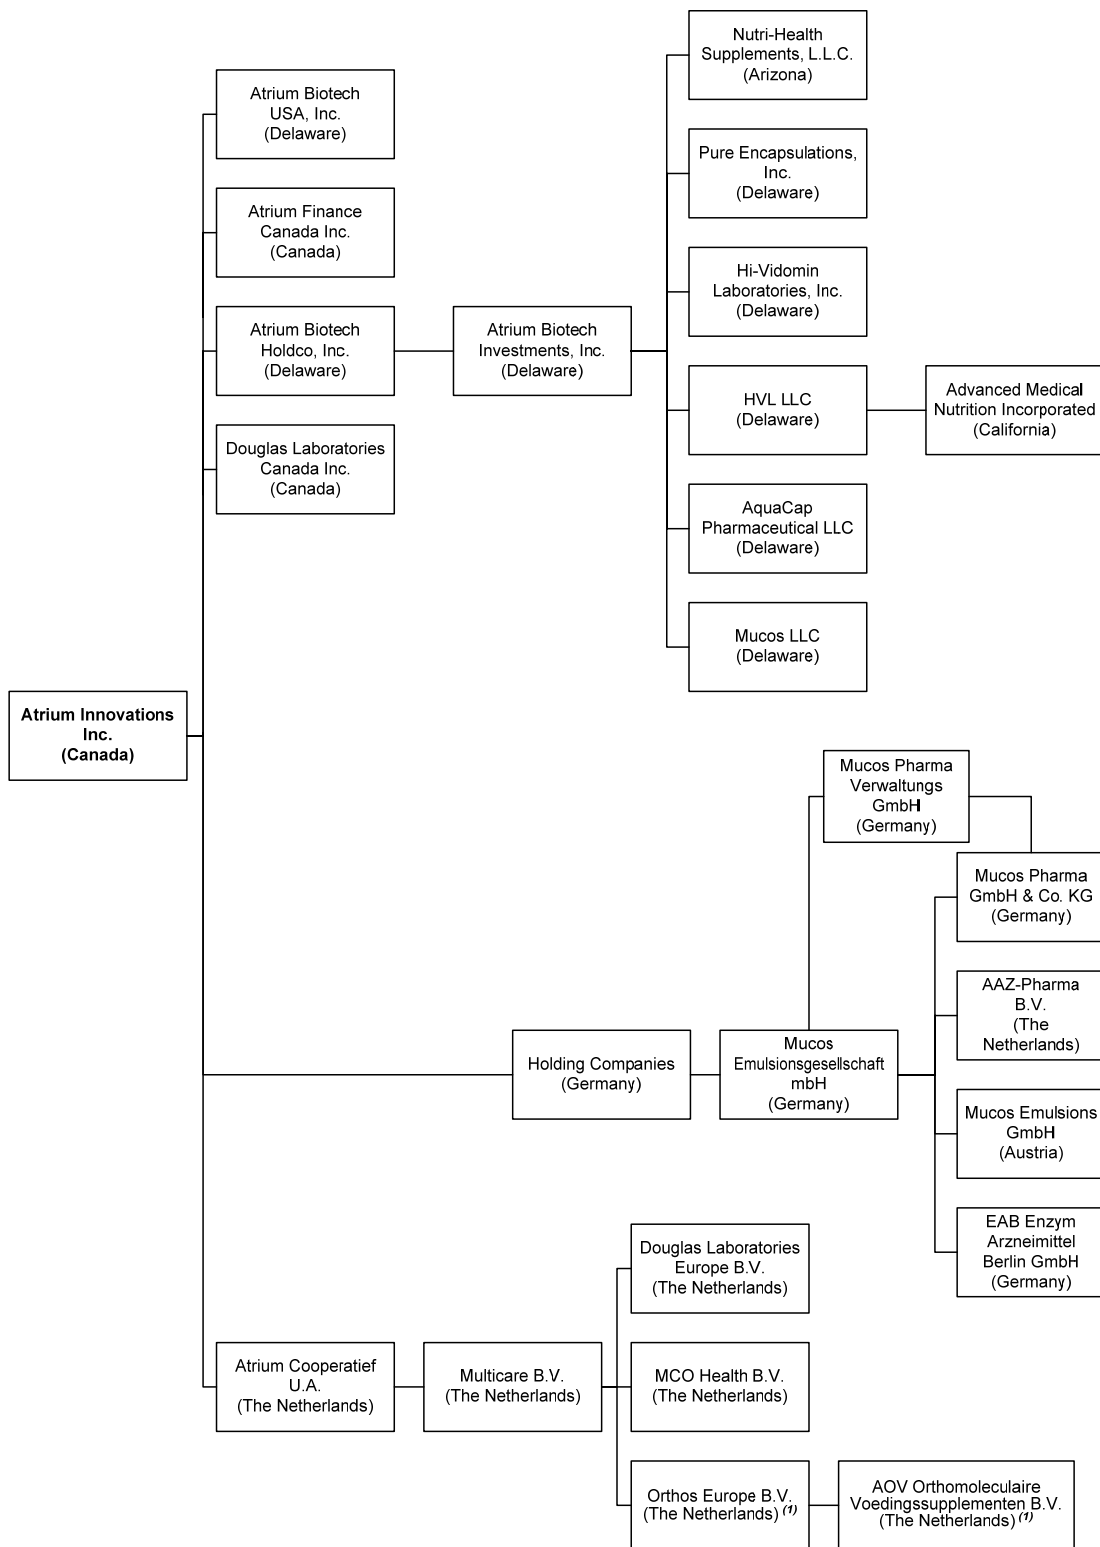 Nutri-Health
Supplements, L.L.C.
(Arizona)
Atrium Biotech
USA, Inc.
(Delaware)
Pure Encapsulations,
Inc.
(Delaware)
Atrium Finance
Canada Inc.
(Canada)
Hi-Vidomin
Laboratories, Inc.
(Delaware)
Atrium Biotech
Holdco, Inc.
(Delaware)
Atrium Biotech
Investments, Inc.
(Delaware)
HVL LLC
(Delaware)
Advanced Medical
Nutrition Incorporated
(California)
Douglas Laboratories
Canada Inc.
(Canada)
AquaCap
Pharmaceutical LLC
(Delaware)
Mucos LLC
(Delaware)
Atrium Innovations
Inc.
(Canada)
Mucos Pharma
Verwaltungs
GmbH
(Germany)
Mucos Pharma
GmbH & Co. KG
(Germany)
AAZ-Pharma
B.V.
(The
Netherlands)
Holding Companies
(Germany)
Mucos
Emulsionsgesellschaft
mbH
(Germany)
Mucos Emulsions
GmbH
(Austria)
EAB Enzym
Arzneimittel
Berlin GmbH
(Germany)
Douglas Laboratories
Europe B.V.
(The Netherlands)
Atrium Cooperatief
U.A.
(The Netherlands)
Multicare B.V.
(The Netherlands)
MCO Health B.V.
(The Netherlands)
Orthos Europe B.V.
(The Netherlands) (1)
AOV Orthomoleculaire
Voedingssupplementen B.V.
(The Netherlands) (1)